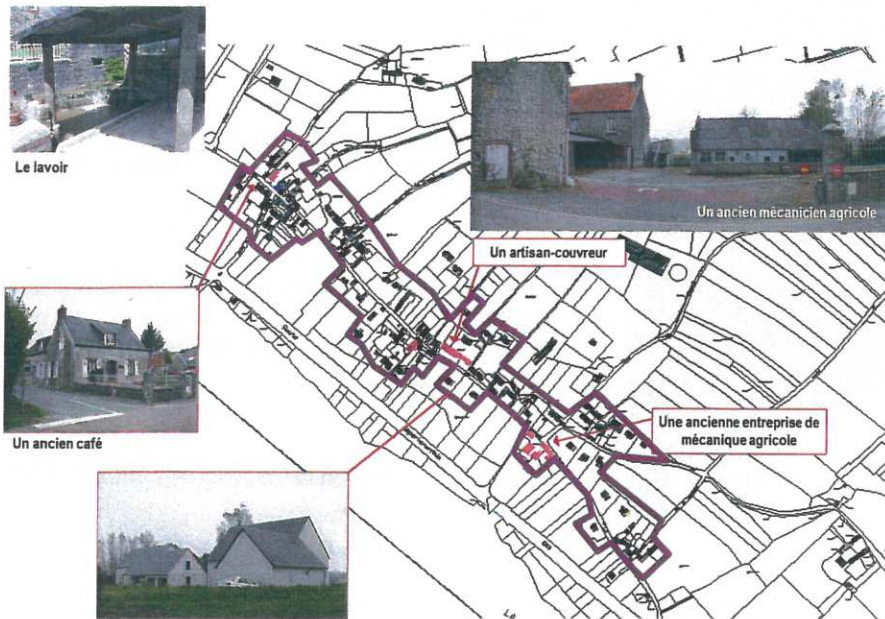 Le lavoir
Un ancien mécanicien agricole
Un artisan-couvreur
Un ancien café
Une ancienne entreprise de
mécanique agricole